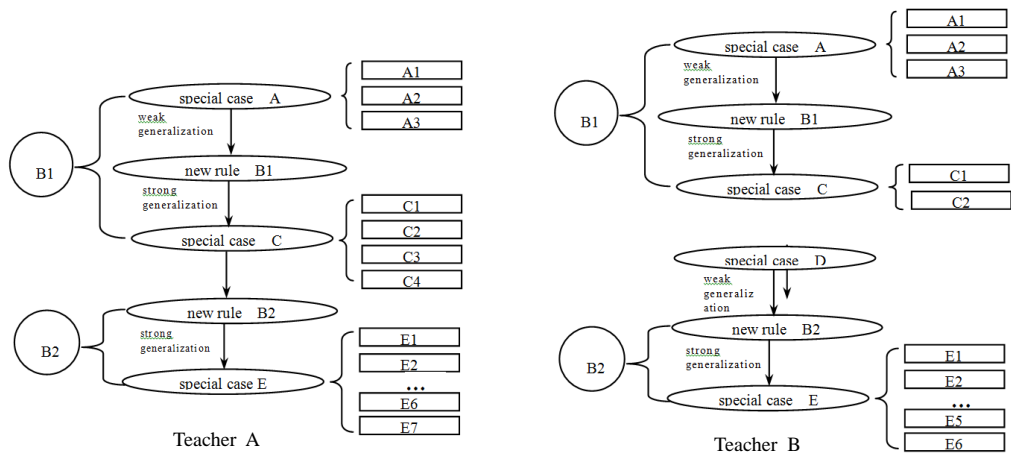 A1
special case A
A2
A3
weak
generalization
B1
new rule B1
strong
generalization
special case C
C1
C2
C3
C4
new rule B2
B2
strong
generalization
special case E
E1
E2
...
E6
E7
Teacher A
A1
special case A
A2
A3
weak
generalization
B1
new rule B1
strong
generalization
special case C
C1
C2
special case D
weak
generaliz
ation
new rule B2
B2
strong
generalization
special case E
E1
E2
...
E5
E6
Teacher B